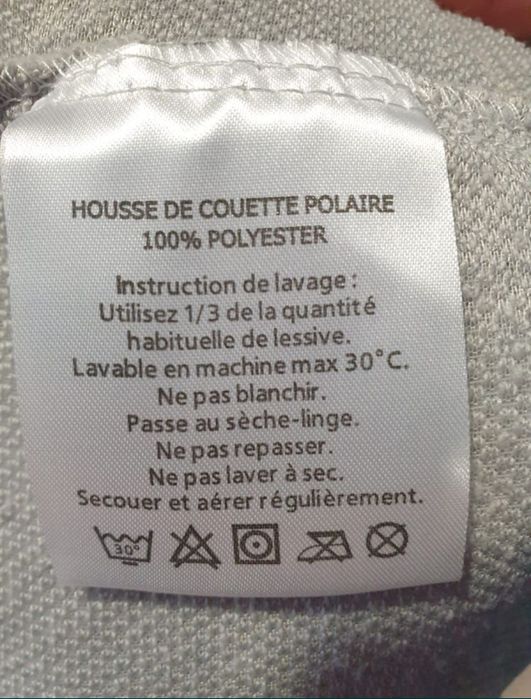 HOUSSE DE COUETTE POLAIRE
100% POLYESTER
Instruction de lavage :
Utilisez 1/3 de la quantité
habituelle de lessive.
Lavable en machine max 30°C.
Ne pas blanchir.
Passe au sèche-linge.
Ne pas repasser.
Ne pas laver à sec.
Secouer et aérer régulièrement.
30°